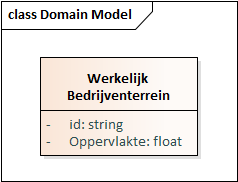 class Domain Model
Werkelijk
Bedrijventerrein
- id: string
- Oppervlakte: float